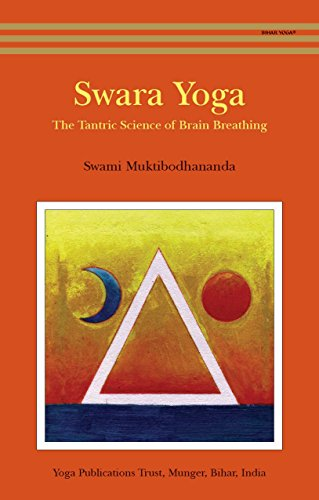 BIHAR YOGA®
Swara Yoga
The Tantric Science of Brain Breathing
Swami Muktibodhananda
Yoga Publications Trust, Munger, Bihar, India